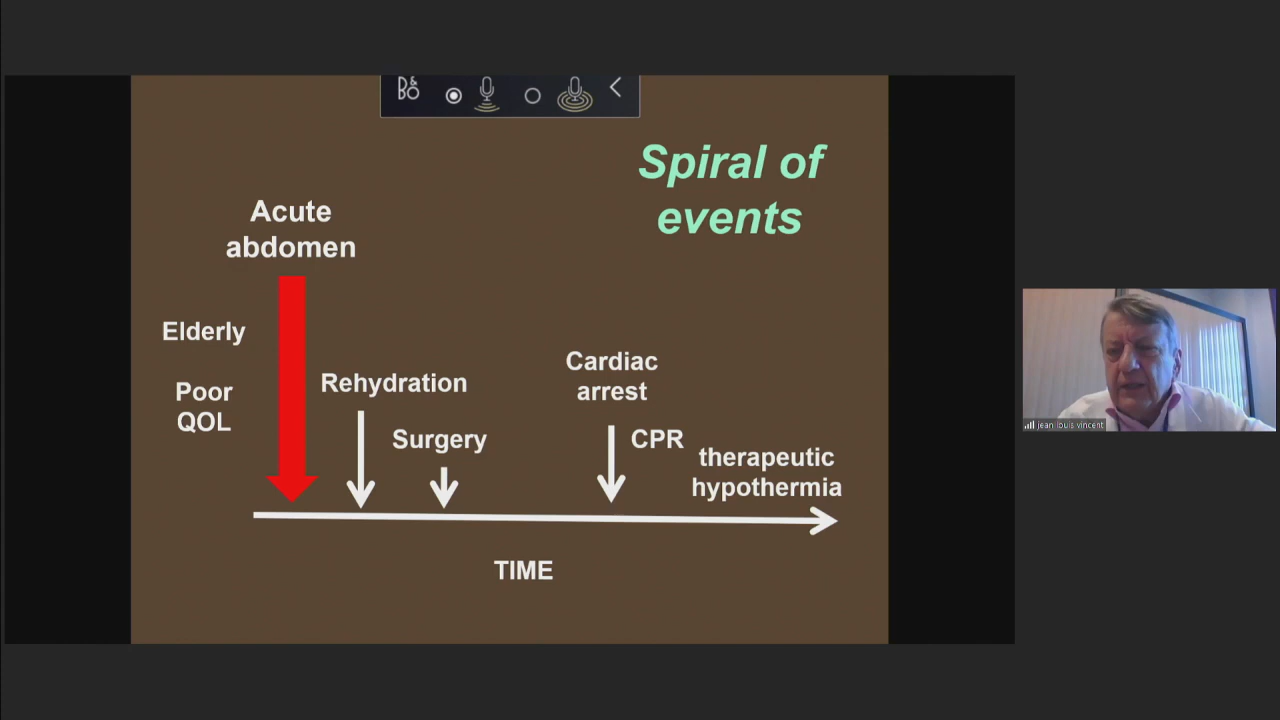 B&O
Spiral of
events
Acute
abdomen
Elderly
Poor
QOL
Rehydration
Surgery
Cardiac
arrest
CPR
therapeutic
hypothermia
TIME
jean louis vincent